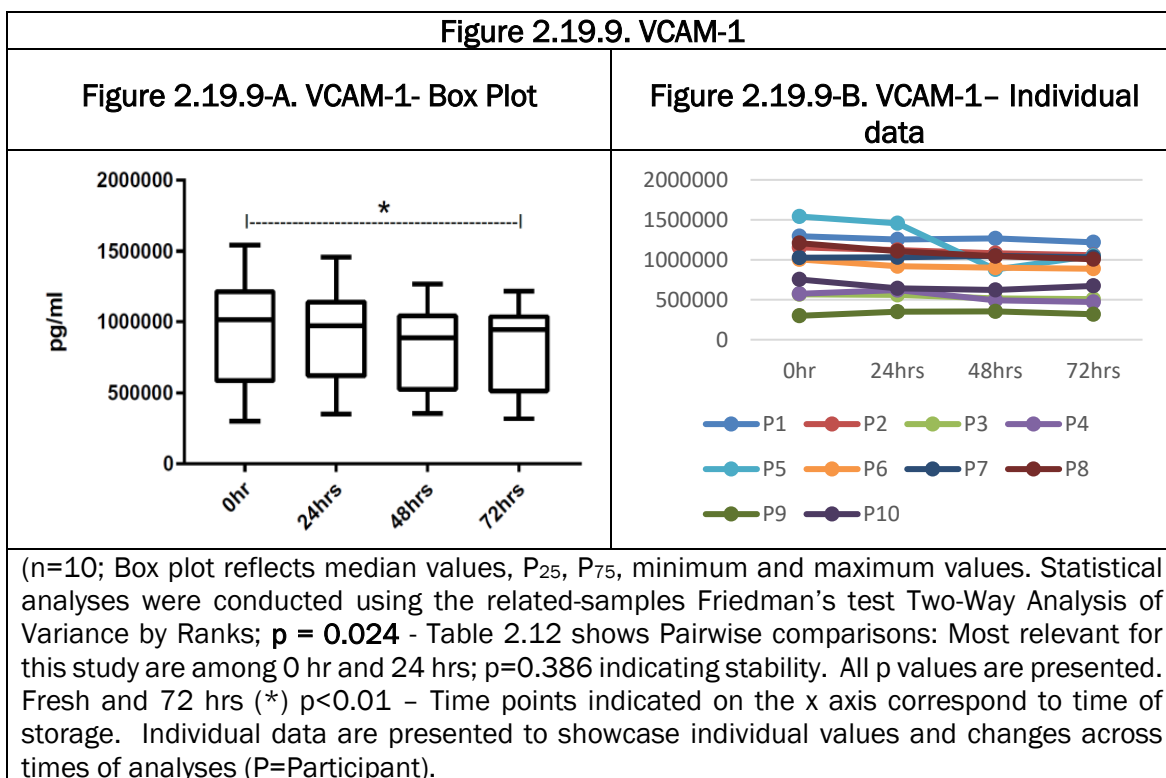 Figure 2.19.9. VCAM-1
Figure 2.19.9-A. VCAM-1- Box Plot
Figure 2.19.9-B. VCAM-1– Individual
data
2000000
1500000
1000000
500000
0
pg/ml
*
0hr
24hrs
48hrs
72hrs
2000000
1500000
1000000
500000
0
0hr 24hrs 48hrs 72hrs
P1 P2 P3 P4
P5 P6 P7 P8
P9 P10
(n=10; Box plot reflects median values, P25, P75, minimum and maximum values. Statistical
analyses were conducted using the related-samples Friedman’s test Two-Way Analysis of
Variance by Ranks; p = 0.024 - Table 2.12 shows Pairwise comparisons: Most relevant for
this study are among 0 hr and 24 hrs; p=0.386 indicating stability. All p values are presented.
Fresh and 72 hrs (*) p<0.01 – Time points indicated on the x axis correspond to time of
storage. Individual data are presented to showcase individual values and changes across
times of analyses (P=Participant).